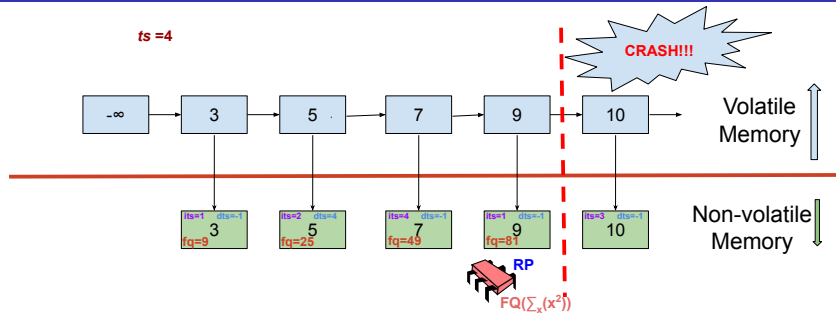 ts =4
CRASH!!!
-∞ 3 5 7 9 10
Volatile
Memory
its=1 dts=-1 its=2 dts=4 its=4 dts=-1 its=1 dts=-1 its=3 dts=-1
3 5 7 9 10
fq=9 fq=25 fq=49 fq=81
Non-volatile
Memory
RP
FQ(∑ₓ(x²))